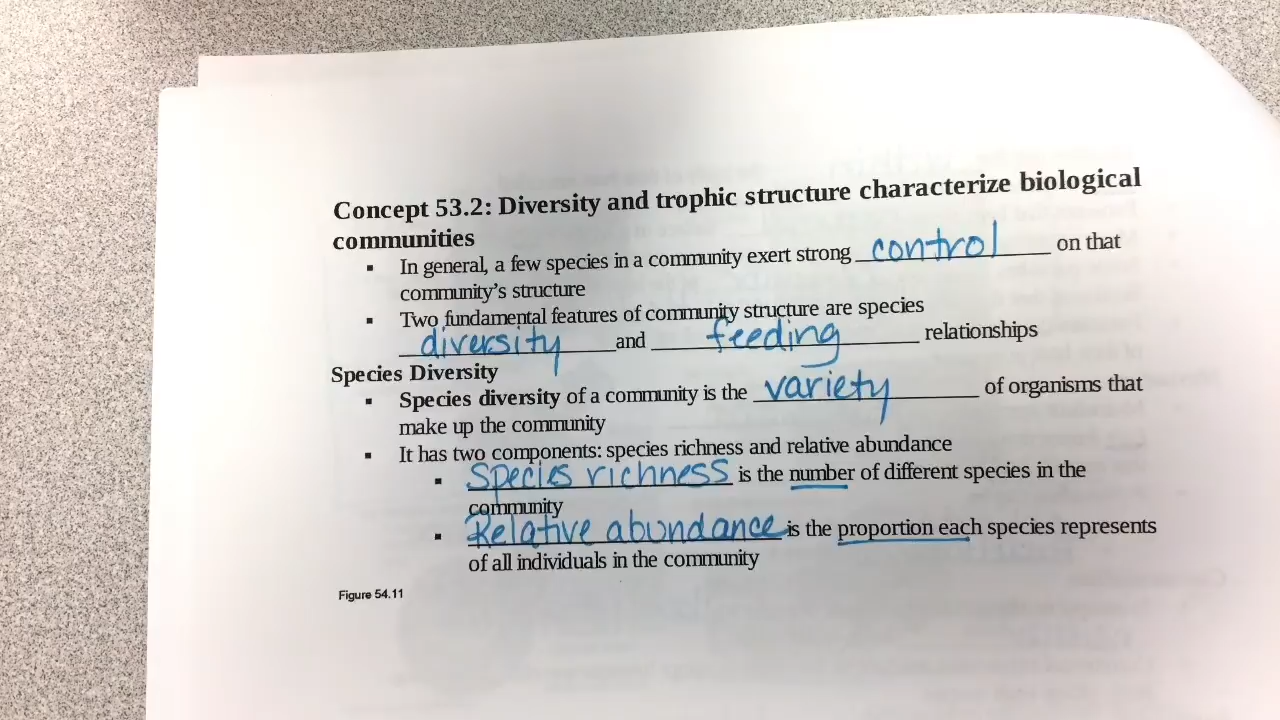 Concept 53.2: Diversity and trophic structure characterize biological
communities
▪ In general, a few species in a community exert strong control on that
community's structure
▪ Two fundamental features of community structure are species
diversity and feeding relationships
Species Diversity
▪ Species diversity of a community is the variety of organisms that
make up the community
▪ It has two components: species richness and relative abundance
▪ Species richness is the number of different species in the
community
▪ Relative abundance is the proportion each species represents
of all individuals in the community
Figure 54.11